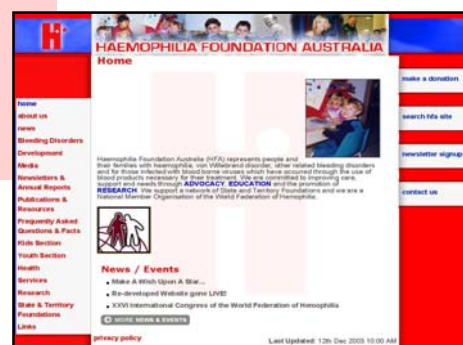 H
HAEMOPHILIA FOUNDATION AUSTRALIA
Home
home
about us
news
Bleeding Disorders
Development
Media
Newsletters &
Annual Reports
Publications &
Resources
Frequently Asked
Questions & Facts
Kids Section
Youth Section
Health
Services
Research
State & Territory
Foundations
Links
Haemophilia Foundation Australia (HFA) represents people and
their families with haemophilia, von Willebrand disorder, other related bleeding disorders
and for those infected with blood borne viruses which have occurred through the use of
blood products necessary for their treatment. We are committed to improving care,
support and needs through ADVOCACY, EDUCATION and the promotion of
RESEARCH. We support a network of State and Territory Foundations and we are a
National Member Organisation of the World Federation of Hemophilia.
News / Events
Make A Wish Upon A Star...
Re-developed Website gone LIVE!
XXVI International Congress of the World Federation of Hemophilia
MORE NEWS & EVENTS
privacy policy
Last Updated: 12th Dec 2003 10:00 AM
make a donation
search hfa site
newsletter signup
contact us